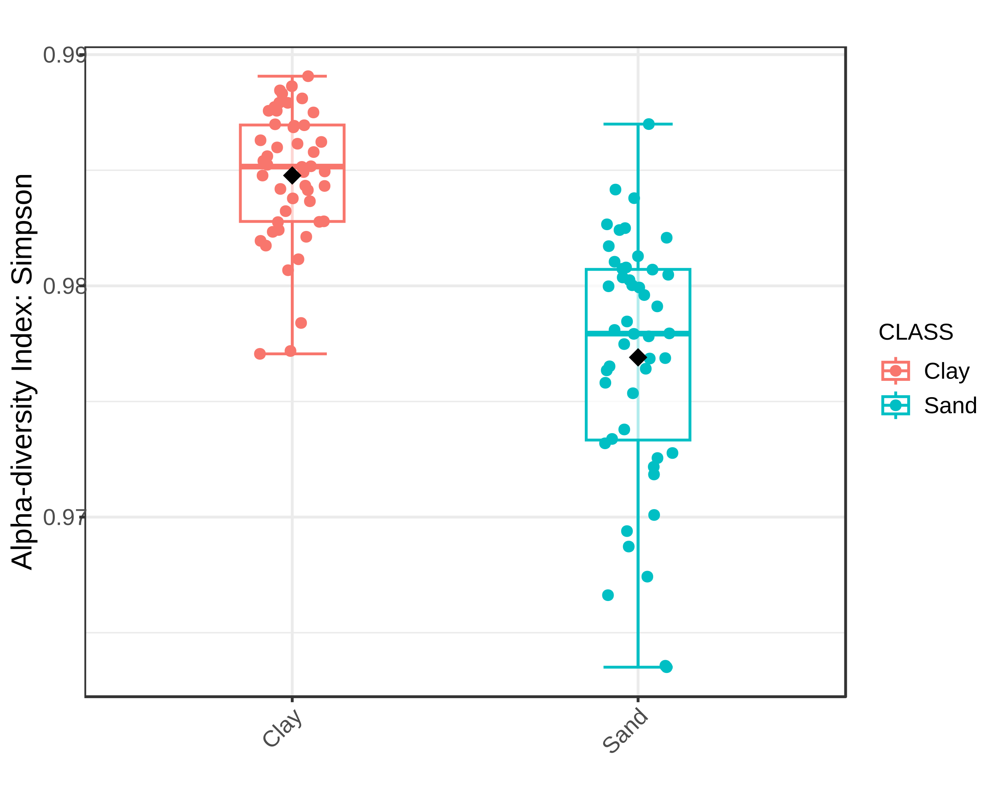 Alpha-diversity Index: Simpson
0.99
0.98
0.97
Clay
Sand
CLASS
Clay
Sand